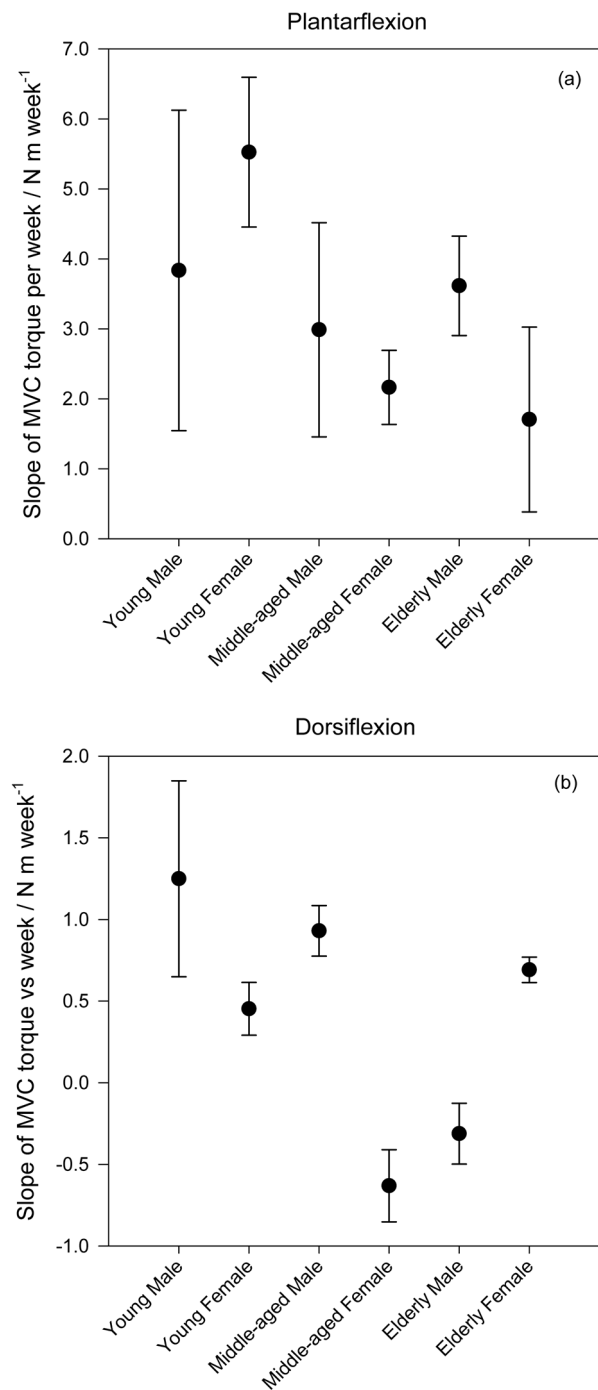 Plantarflexion
(a)
Slope of MVC torque per week / N m week⁻¹
7.0
6.0
5.0
4.0
3.0
2.0
1.0
0.0
Young Male
Young Female
Middle-aged Male
Middle-aged Female
Elderly Male
Elderly Female
Dorsiflexion
(b)
Slope of MVC torque vs week / N m week⁻¹
2.0
1.5
1.0
0.5
0.0
-0.5
-1.0
Young Male
Young Female
Middle-aged Male
Middle-aged Female
Elderly Male
Elderly Female